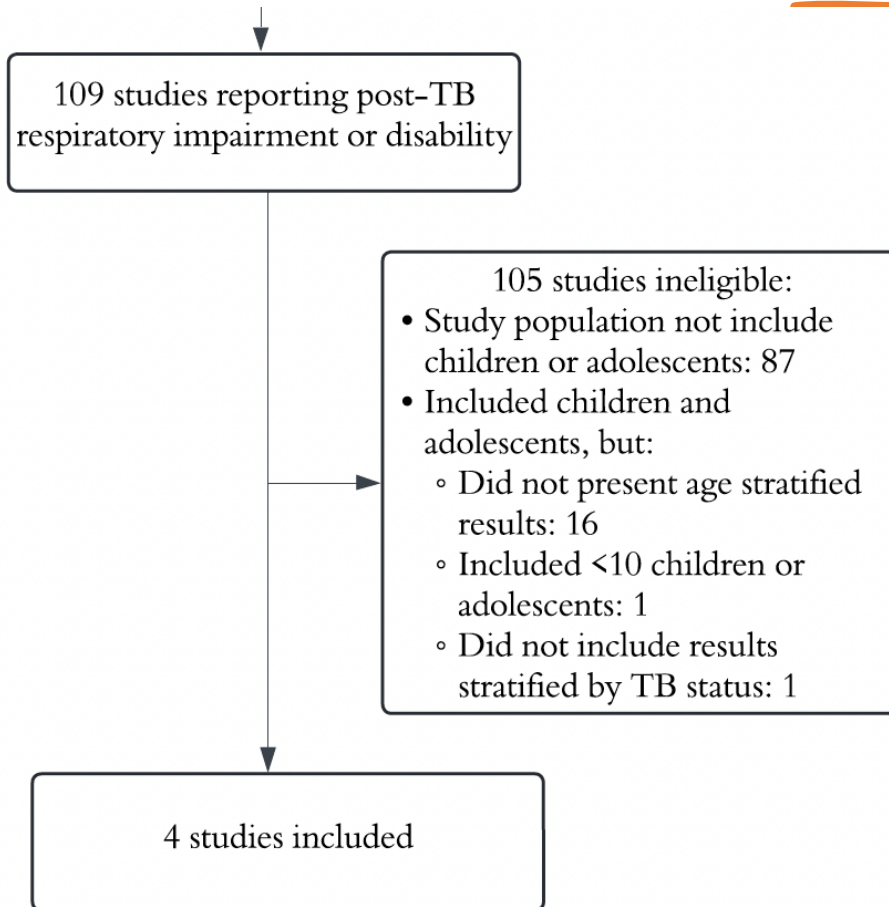 109 studies reporting post-TB
respiratory impairment or disability
105 studies ineligible:
• Study population not include
children or adolescents: 87
• Included children and
adolescents, but:
◦ Did not present age stratified
results: 16
◦ Included <10 children or
adolescents: 1
◦ Did not include results
stratified by TB status: 1
4 studies included